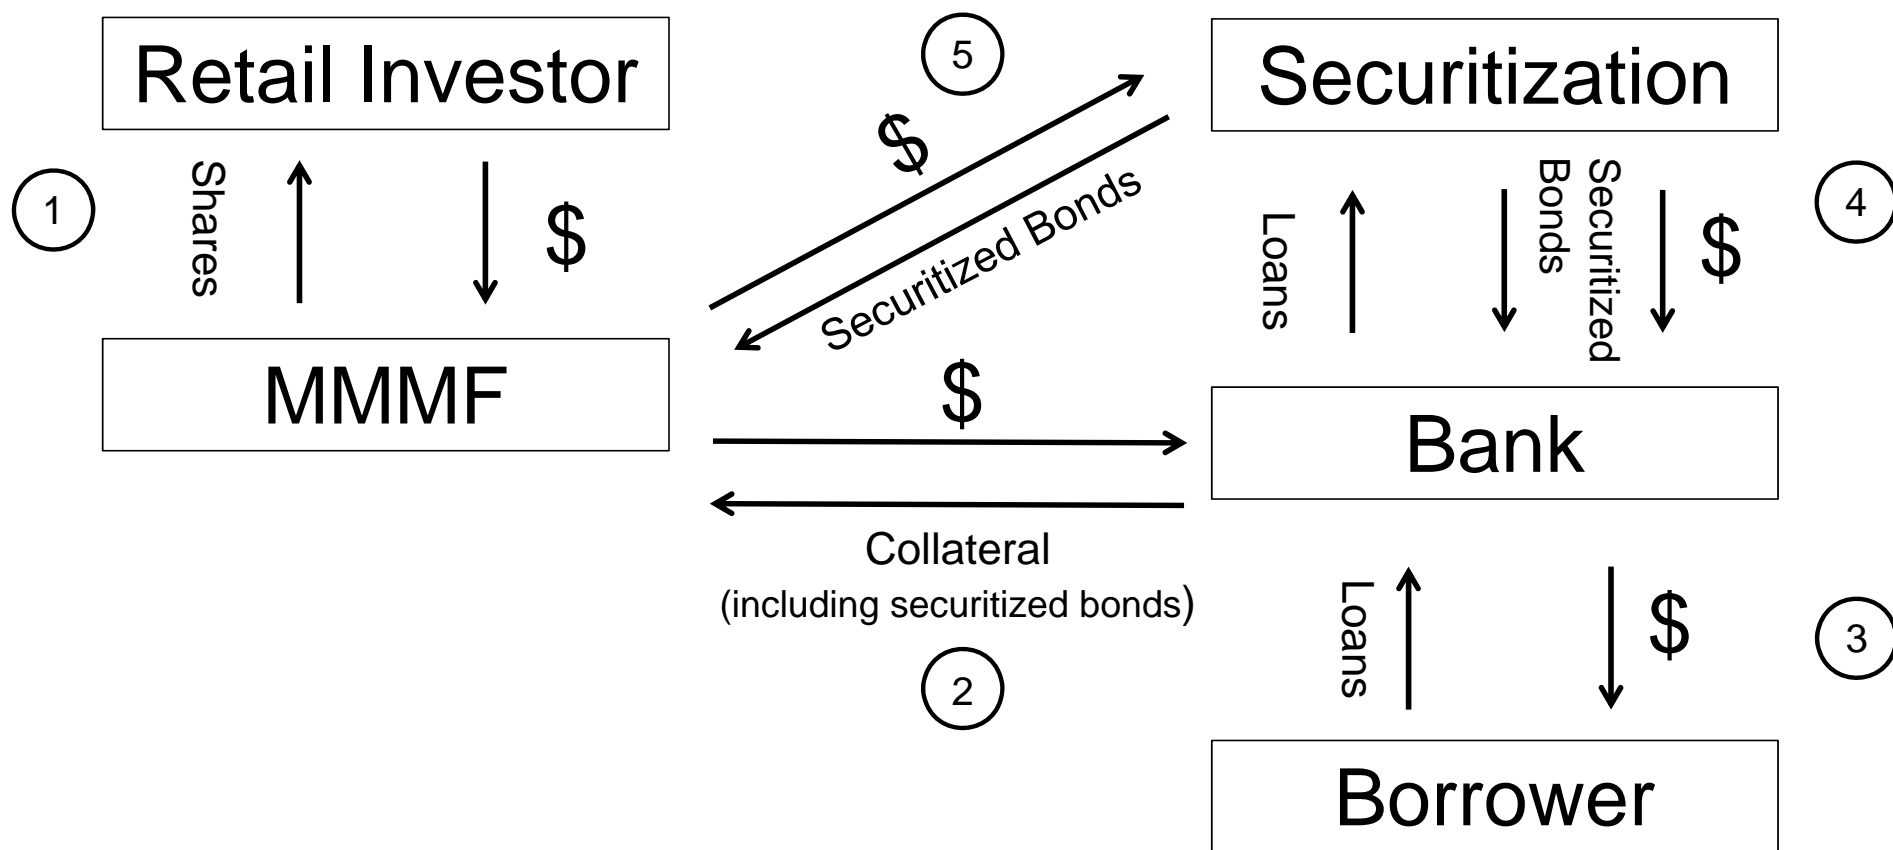 5
Retail Investor
Securitization
1
Shares
$
$
Securitized Bonds
Loans
Securitized
Bonds
$
4
MMMF
$
Bank
Collateral
(including securitized bonds)
2
Loans
$
3
Borrower